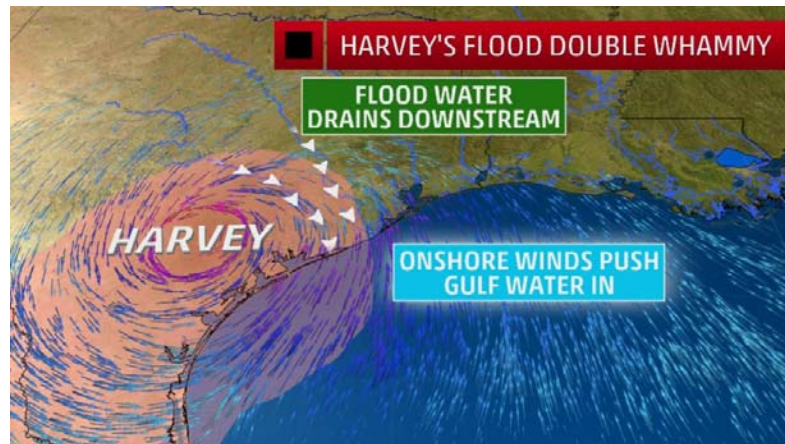 HARVEY'S FLOOD DOUBLE WHAMMY
FLOOD WATER
DRAINS DOWNSTREAM
HARVEY
ONSHORE WINDS PUSH
GULF WATER IN